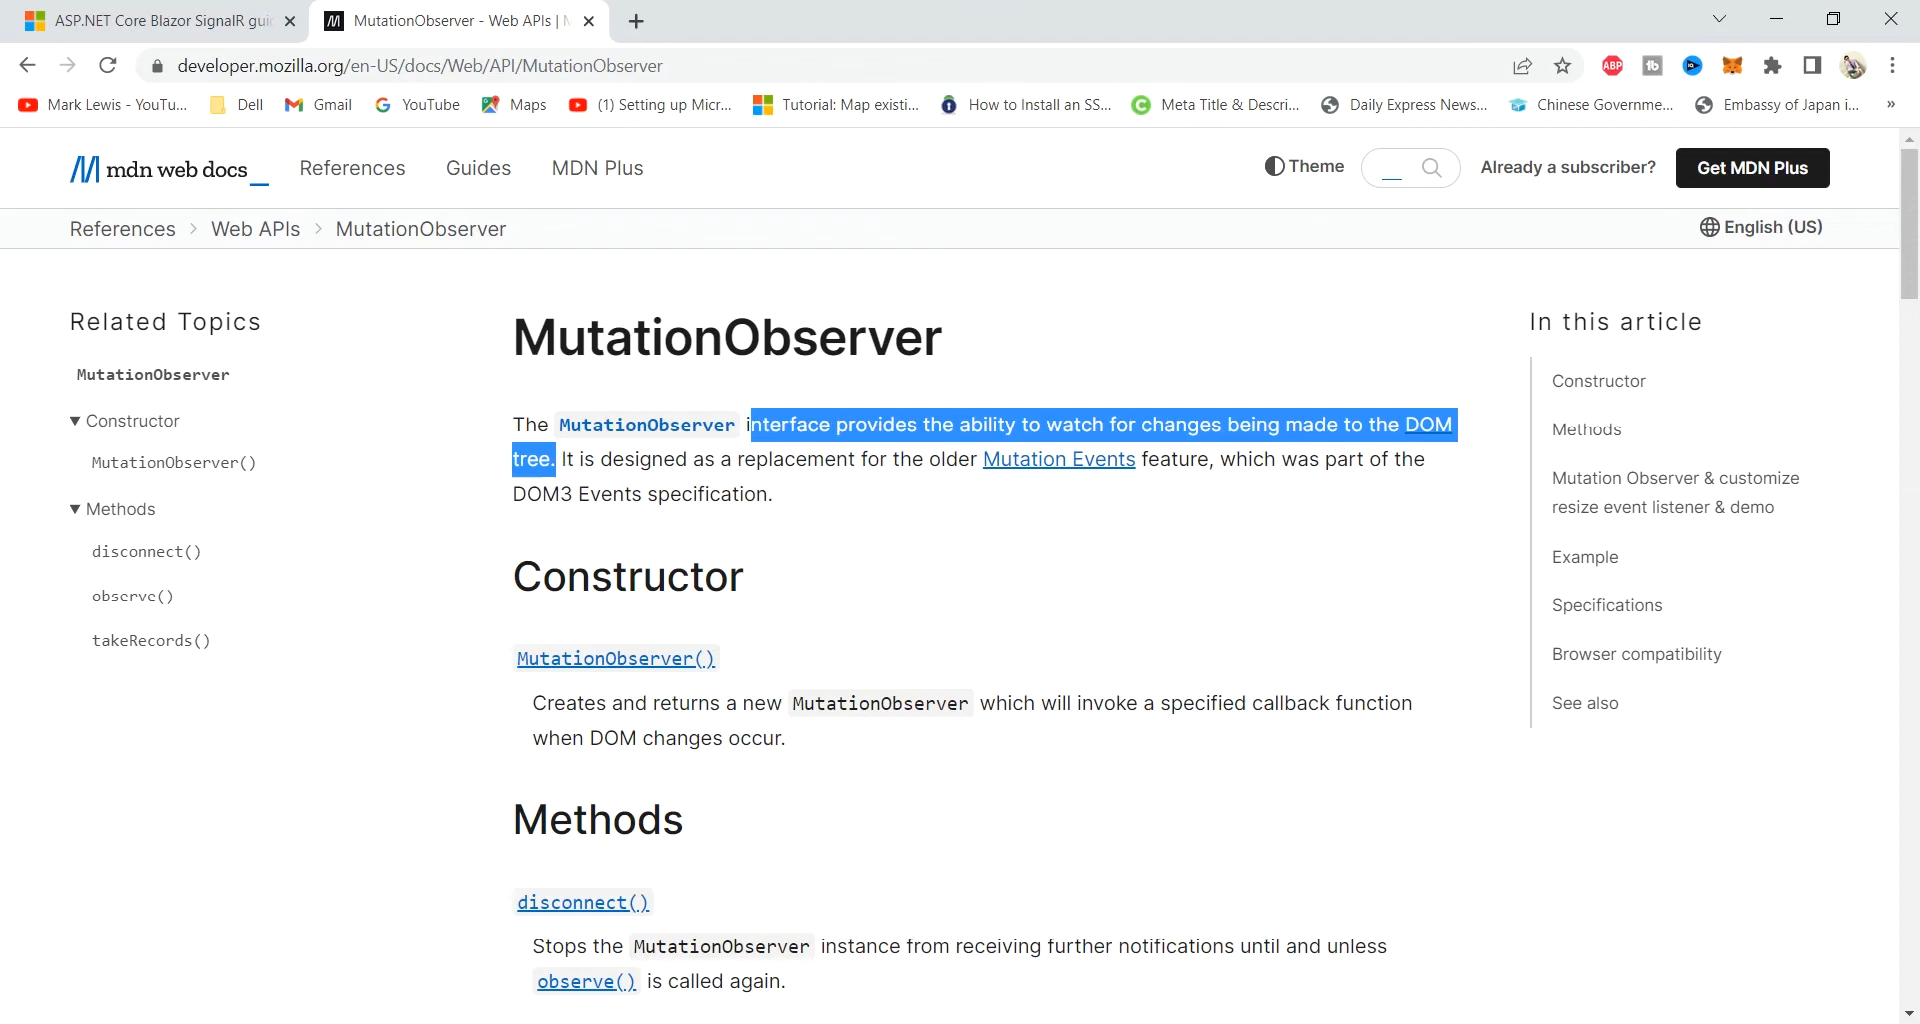 ASP.NET Core Blazor SignalR gui
MutationObserver - Web APIs |
developer.mozilla.org/en-US/docs/Web/API/MutationObserver
ABP
Mark Lewis - YouTu...
Dell
Gmail
YouTube
Maps
(1) Setting up Micr...
Tutorial: Map existi...
How to Install an SS...
Meta Title & Descri...
Daily Express News...
Chinese Governme...
Embassy of Japan i...
»
mdn web docs_
References
Guides
MDN Plus
Theme
Already a subscriber?
Get MDN Plus
References > Web APIs > MutationObserver
English (US)
Related Topics
MutationObserver
Constructor
MutationObserver()
Methods
disconnect()
observe()
takeRecords()
MutationObserver
The MutationObserver interface provides the ability to watch for changes being made to the DOM
tree. It is designed as a replacement for the older Mutation Events feature, which was part of the
DOM3 Events specification.
Constructor
MutationObserver()
Creates and returns a new MutationObserver which will invoke a specified callback function
when DOM changes occur.
Methods
disconnect()
Stops the MutationObserver instance from receiving further notifications until and unless
observe() is called again.
In this article
Constructor
Methods
Mutation Observer & customize
resize event listener & demo
Example
Specifications
Browser compatibility
See also